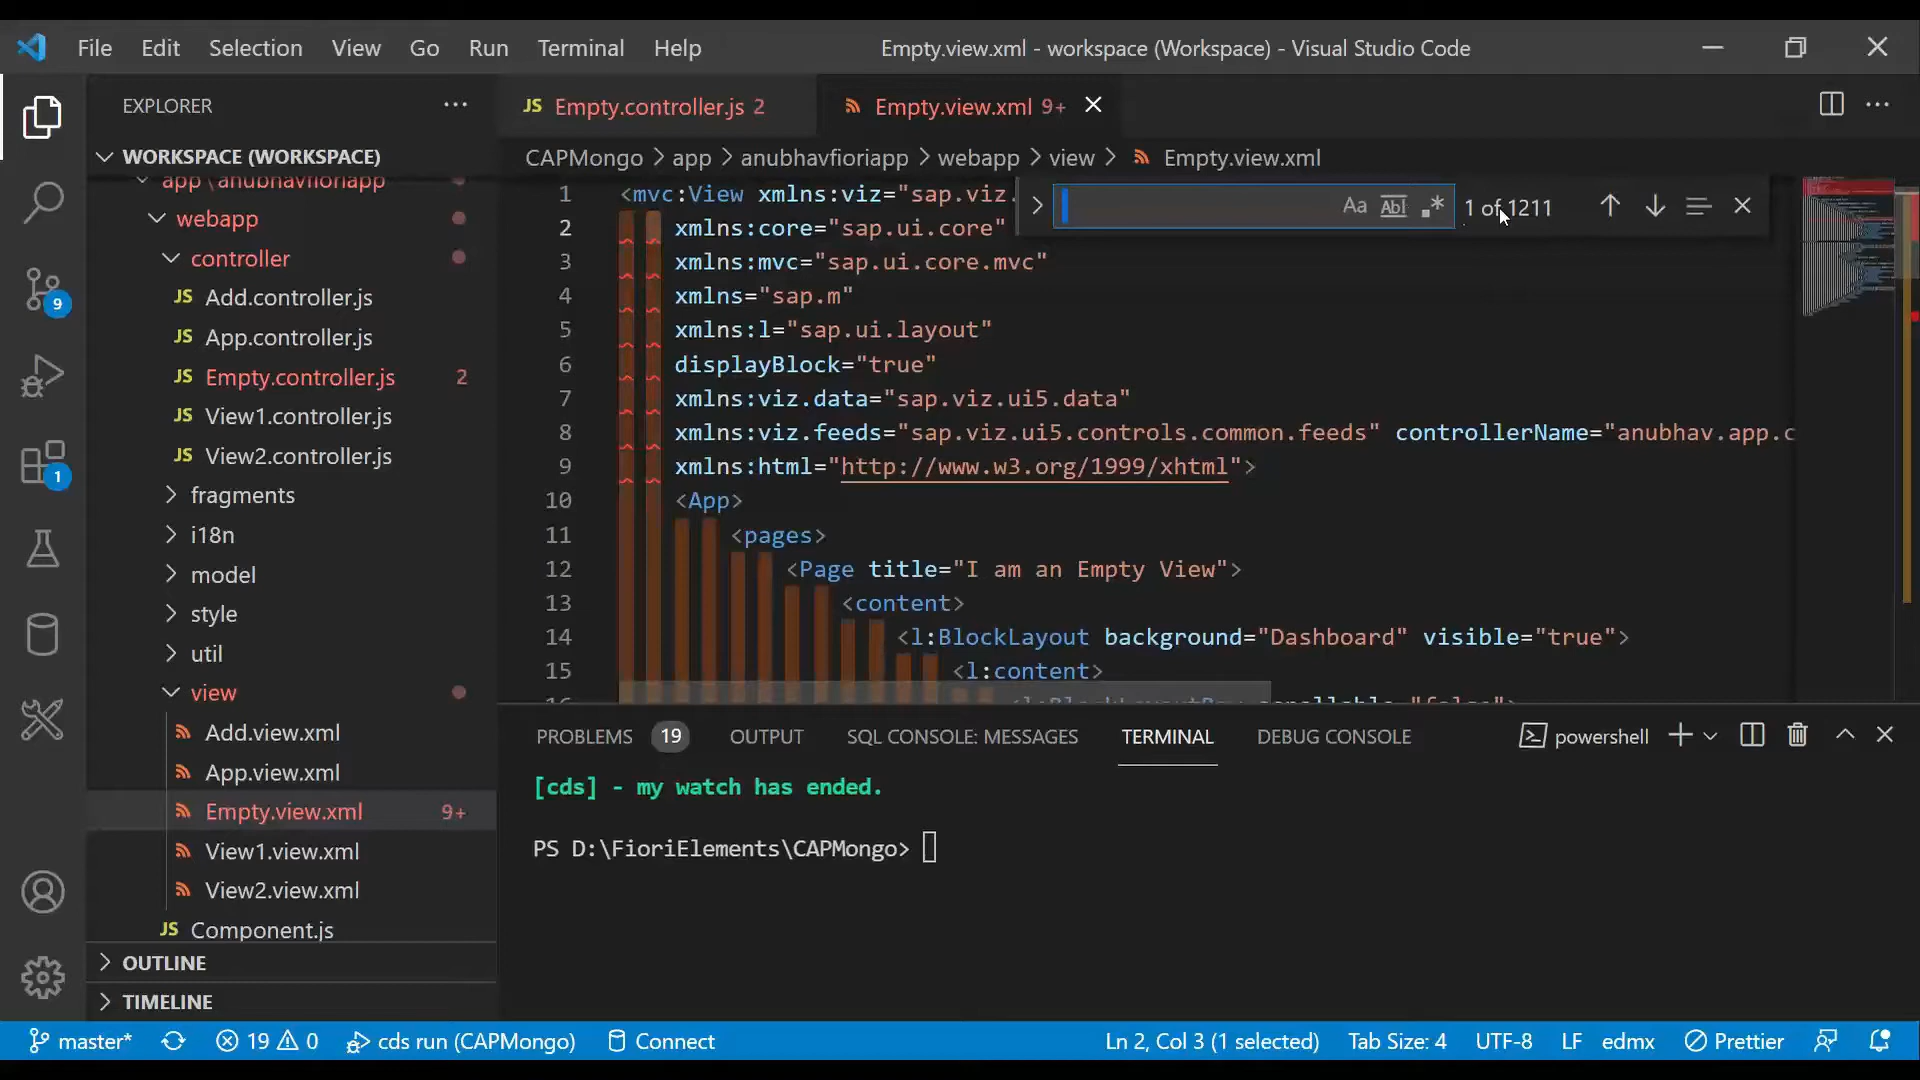 File Edit Selection View Go Run Terminal Help Empty.view.xml - workspace (Workspace) - Visual Studio Code
EXPLORER
WORKSPACE (WORKSPACE)
app \ anubhavfioriapp
webapp
controller
JS Add.controller.js
JS App.controller.js
JS Empty.controller.js 2
JS View1.controller.js
JS View2.controller.js
fragments
i18n
model
style
util
view
Add.view.xml
App.view.xml
Empty.view.xml 9+
View1.view.xml
View2.view.xml
JS Component.js
OUTLINE
TIMELINE
9
1
JS Empty.controller.js 2 Empty.view.xml 9+
CAPMongo > app > anubhavfioriapp > webapp > view > Empty.view.xml
Aa Abl .* 1 of 1211
1 <mvc:View xmlns:viz="sap.viz.
2 xmlns:core="sap.ui.core"
3 xmlns:mvc="sap.ui.core.mvc"
4 xmlns="sap.m"
5 xmlns:l="sap.ui.layout"
6 displayBlock="true"
7 xmlns:viz.data="sap.viz.ui5.data"
8 xmlns:viz.feeds="sap.viz.ui5.controls.common.feeds" controllerName="anubhav.app.c
9 xmlns:html="http://www.w3.org/1999/xhtml">
10 <App>
11 <pages>
12 <Page title="I am an Empty View">
13 <content>
14 <l:BlockLayout background="Dashboard" visible="true">
15 <l:content>
16 <l:BlockLayoutRow scrollable="false">
PROBLEMS 19 OUTPUT SQL CONSOLE: MESSAGES TERMINAL DEBUG CONSOLE powershell
[cds] - my watch has ended.
PS D:\FioriElements\CAPMongo>
master* 19 0 cds run (CAPMongo) Connect Ln 2, Col 3 (1 selected) Tab Size: 4 UTF-8 LF edmx Prettier